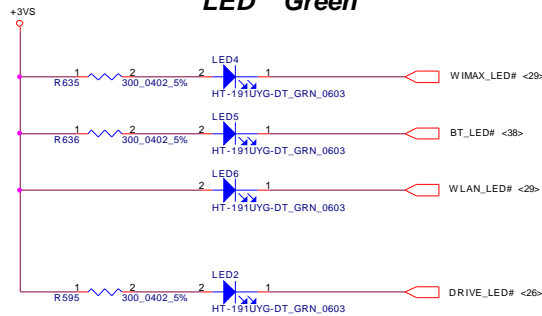 LED Green
+3VS
LED4
1 2 2 1 WIMAX_LED# <29>
R635 300_0402_5% HT-191UYG-DT_GRN_0603
LED5
1 2 2 1 BT_LED# <38>
R636 300_0402_5% HT-191UYG-DT_GRN_0603
LED6
2 1 WLAN_LED# <29>
HT-191UYG-DT_GRN_0603
LED2
1 2 2 1 DRIVE_LED# <26>
R595 300_0402_5% HT-191UYG-DT_GRN_0603